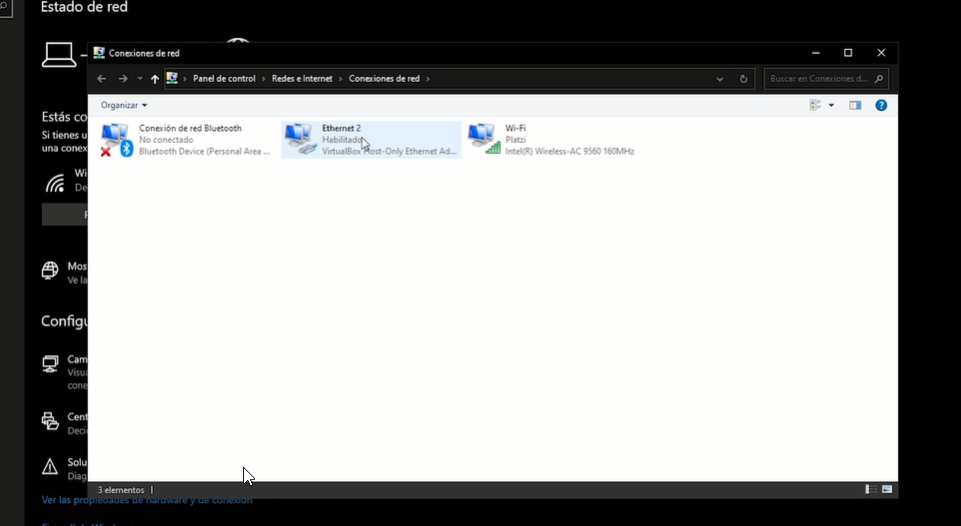 Estado de red
Conexiones de red
Panel de control › Redes e Internet › Conexiones de red ›
Buscar en Conexiones d...
Organizar
Estás co
Si tienes u
una conex
Conexión de red Bluetooth
No conectado
Bluetooth Device (Personal Area ...
Ethernet 2
Habilitado
VirtualBox Host-Only Ethernet Ad...
Wi-Fi
Platzi
Intel(R) Wireless-AC 9560 160MHz
Wi
De
Mos
Ve la
Configu
Cam
Visu
cone
Cent
Deci
Solu
Diag
3 elementos
Ver las propiedades de hardware y de conexión